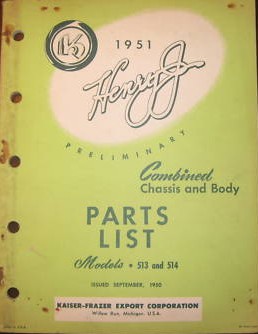 K
1951
Henry J
PRELIMINARY
Combined
Chassis and Body
PARTS
LIST
Models • 513 and 514
ISSUED SEPTEMBER, 1950
KAISER-FRAZER EXPORT CORPORATION
Willow Run, Michigan, U.S.A.